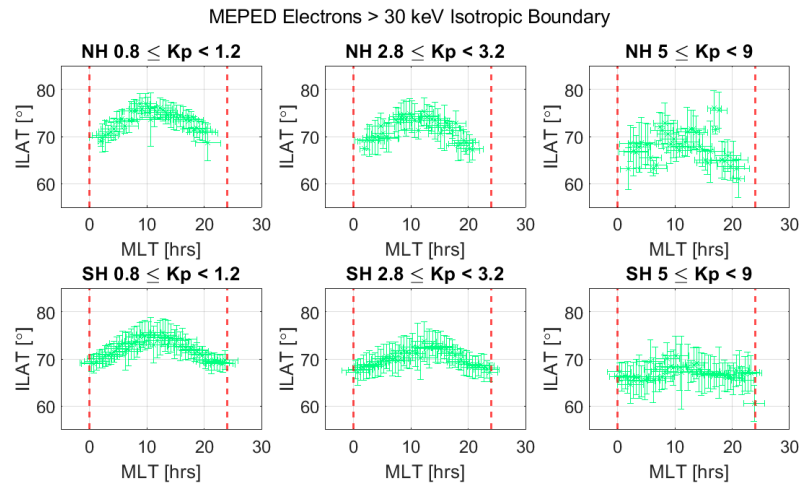 MEPED Electrons > 30 keV Isotropic Boundary
NH 0.8 ≤ Kp < 1.2
NH 2.8 ≤ Kp < 3.2
NH 5 ≤ Kp < 9
80
70
60
ILAT [°]
0 10 20 30
MLT [hrs]
80
70
60
ILAT [°]
0 10 20 30
MLT [hrs]
80
70
60
ILAT [°]
0 10 20 30
MLT [hrs]
SH 0.8 ≤ Kp < 1.2
SH 2.8 ≤ Kp < 3.2
SH 5 ≤ Kp < 9
80
70
60
ILAT [°]
0 10 20 30
MLT [hrs]
80
70
60
ILAT [°]
0 10 20 30
MLT [hrs]
80
70
60
ILAT [°]
0 10 20 30
MLT [hrs]